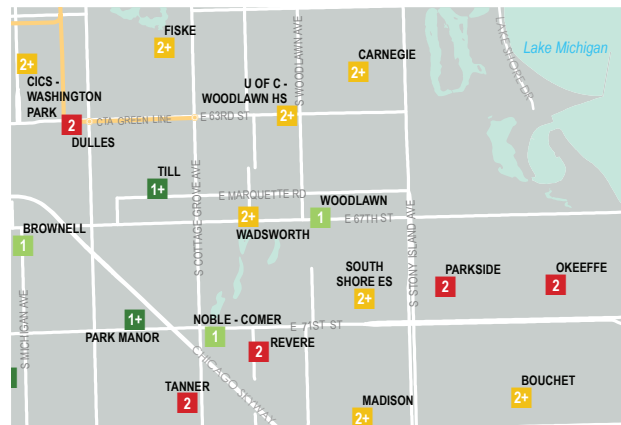 FISKE
2+
CARNEGIE
2+
LAKE SHORE DR
Lake Michigan
2+
CICS -
WASHINGTON
PARK
U OF C -
WOODLAWN HS
2+
S WOODLAWN AVE
2
DULLES
CTA GREEN LINE
E 63RD ST
TILL
1+
S COTTAGE GROVE AVE
E MARQUETTE RD
WOODLAWN
1
E 67TH ST
2+
WADSWORTH
S STONY ISLAND AVE
BROWNELL
1
S MICHIGAN AVE
SOUTH
SHORE ES
2+
PARKSIDE
2
OKEEFFE
2
1+
PARK MANOR
NOBLE - COMER
1
E 71ST ST
2
REVERE
CHICAGO SKYWAY
TANNER
2
MADISON
2+
BOUCHET
2+